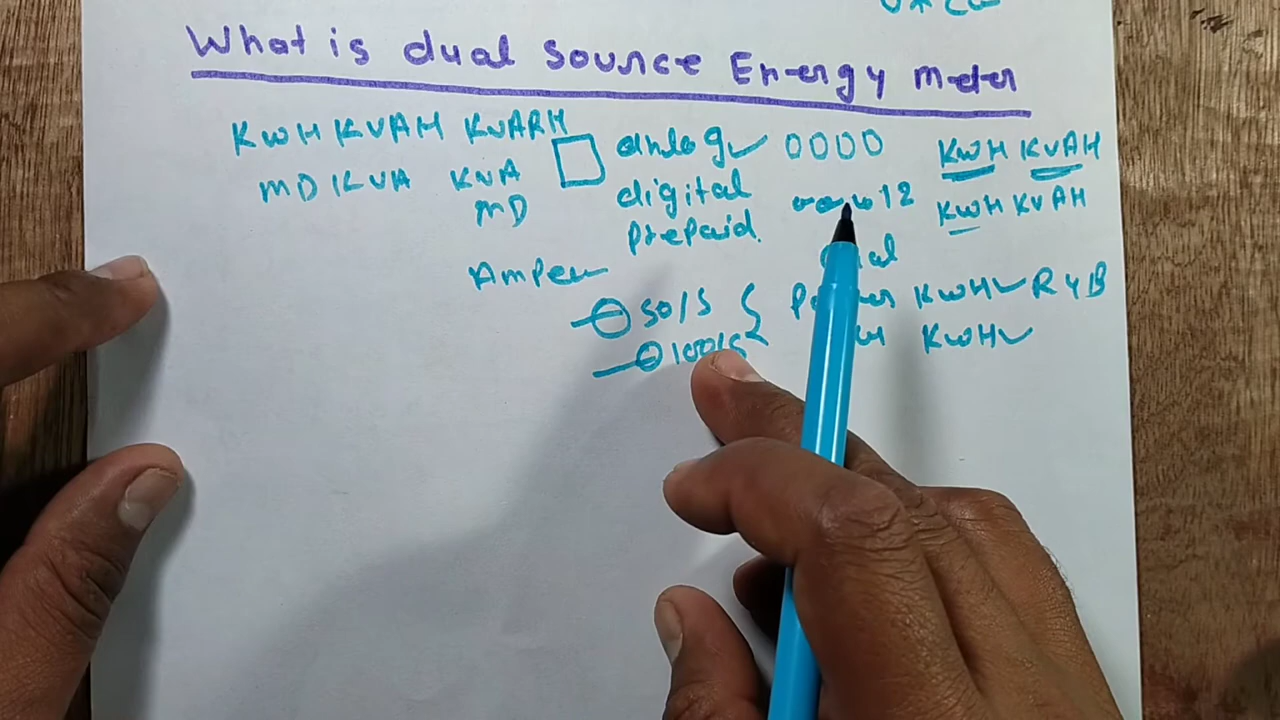 What is dual source Energy meter
KWH KVAH KVARH analog 0000 KWH KVAH
MD KVA KVA digital 12 KWH KVAH
MD Prepaid
Amper
50/5 KWH R Y B
100/5 KWH